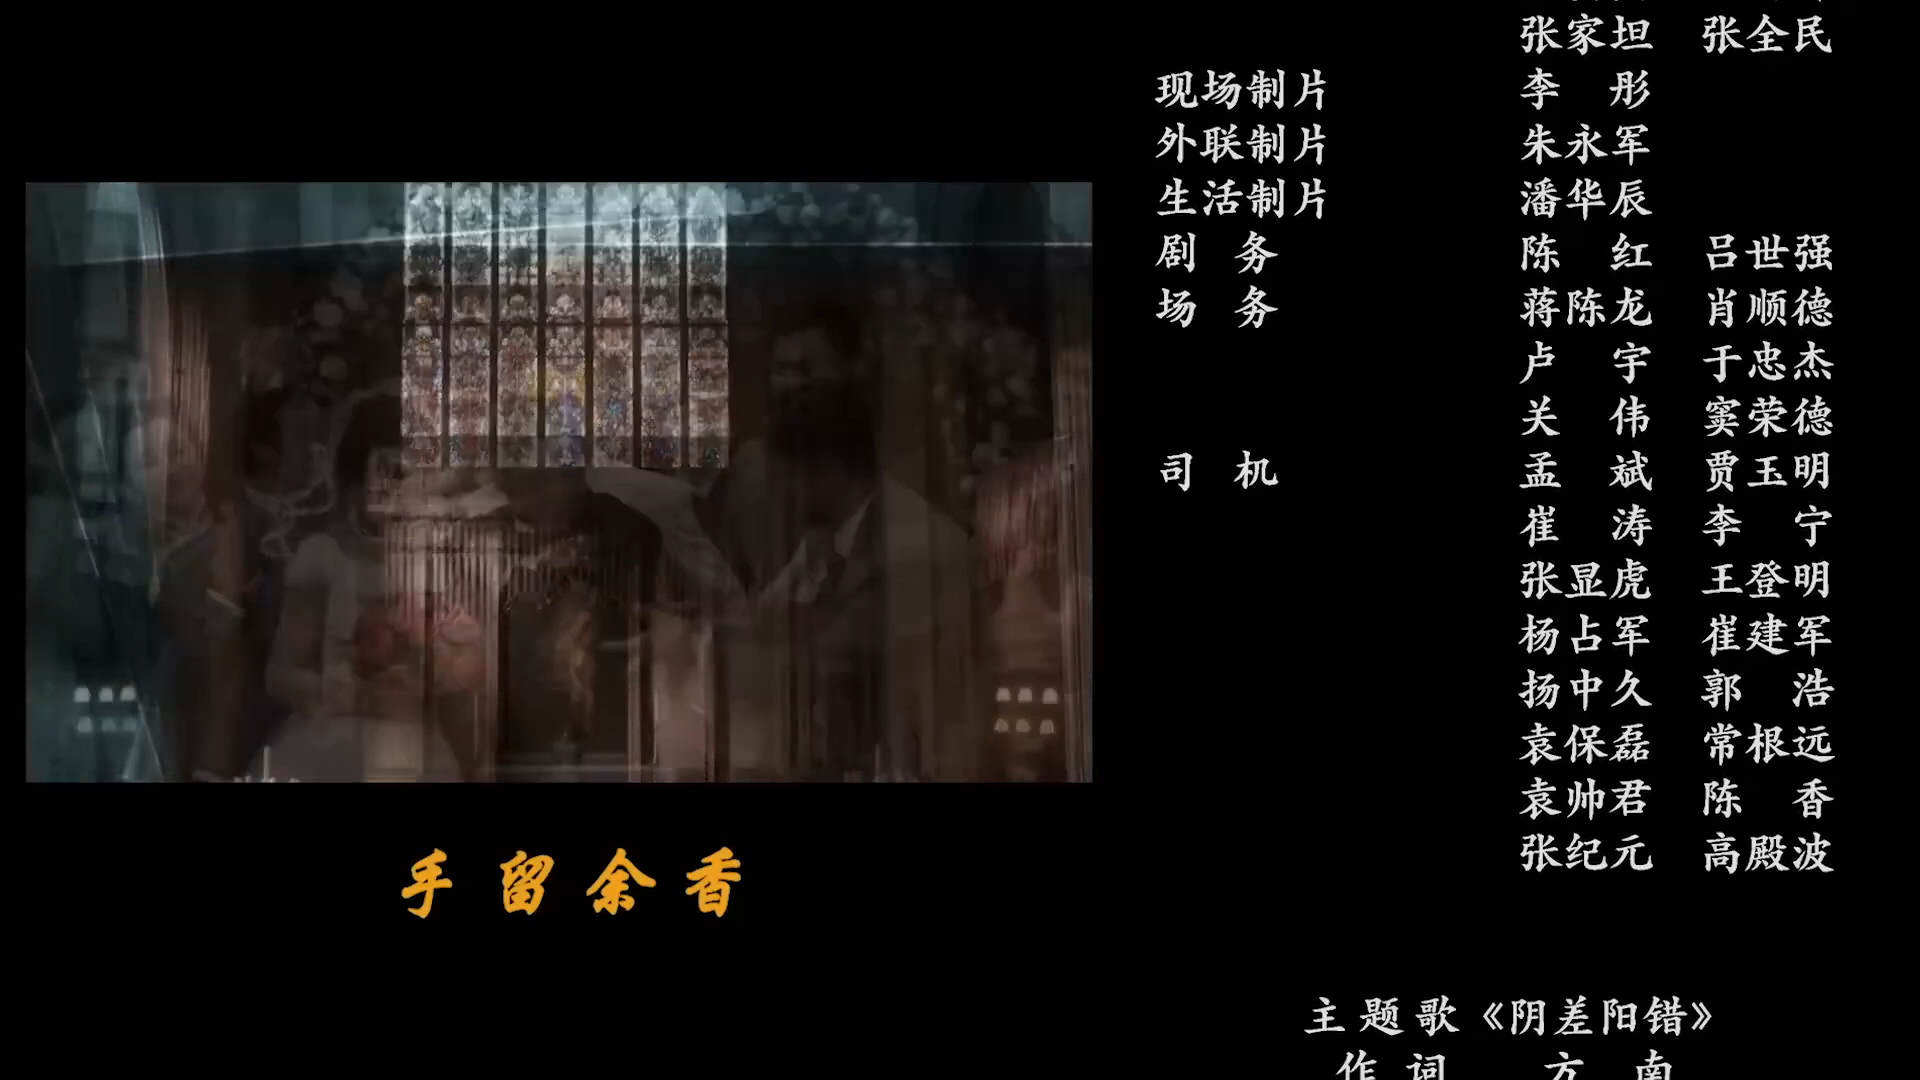 张家坦 张全民
现场制片 李彤
外联制片 朱永军
生活制片 潘华辰
剧务 陈红 吕世强
场务 蒋陈龙 肖顺德
卢宇 于忠杰
关伟 窦荣德
司机 孟斌 贾玉明
崔涛 李宁
张显虎 王登明
杨占军 崔建军
扬中久 郭浩
袁保磊 常根远
袁帅君 陈香
张纪元 高殿波
手留余香
主题歌《阴差阳错》
作词 方南